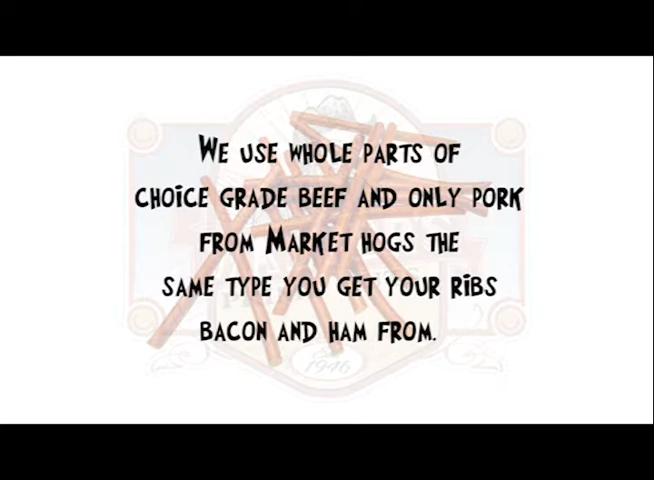 We use whole parts of
choice grade beef and only pork
from Market hogs the
same type you get your ribs
bacon and ham from.
1946